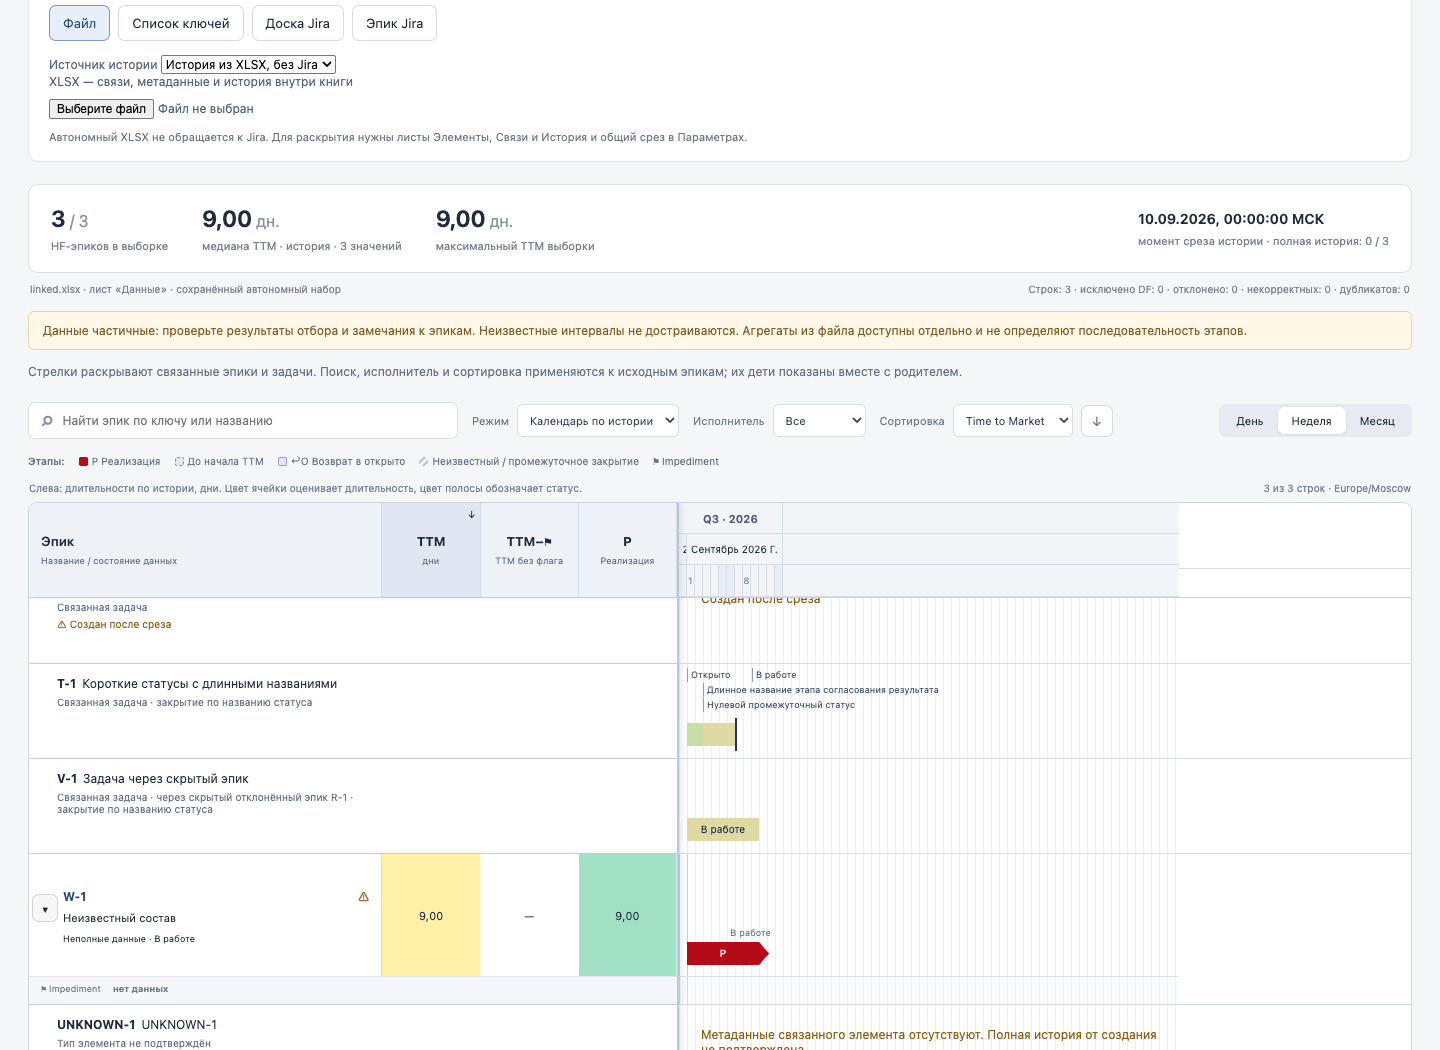 Файл
Список ключей
Доска Jira
Эпик Jira
Источник истории
История из XLSX, без Jira
XLSX — связи, метаданные и история внутри книги
Выберите файл Файл не выбран
Автономный XLSX не обращается к Jira. Для раскрытия нужны листы Элементы, Связи и История и общий срез в Параметрах.
3 / 3
HF-эпиков в выборке
9,00 дн.
медиана ТТМ · история · 3 значений
9,00 дн.
максимальный ТТМ выборки
10.09.2026, 00:00:00 МСК
момент среза истории · полная история: 0 / 3
linked.xlsx · лист «Данные» · сохранённый автономный набор
Строк: 3 · исключено DF: 0 · отклонено: 0 · некорректных: 0 · дубликатов: 0
Данные частичные: проверьте результаты отбора и замечания к эпикам. Неизвестные интервалы не достраиваются. Агрегаты из файла доступны отдельно и не определяют последовательность этапов.
Стрелки раскрывают связанные эпики и задачи. Поиск, исполнитель и сортировка применяются к исходным эпикам; их дети показаны вместе с родителем.
Найти эпик по ключу или названию
Режим
Календарь по истории
Исполнитель
Все
Сортировка
Time to Market
↓
День
Неделя
Месяц
Этапы:
Р Реализация
До начала ТТМ
↩О Возврат в открыто
Неизвестный / промежуточное закрытие
⚑ Impediment
Слева: длительности по истории, дни. Цвет ячейки оценивает длительность, цвет полосы обозначает статус.
3 из 3 строк · Europe/Moscow
Эпик
Название / состояние данных
↓
ТТМ
дни
ТТМ−⚑
ТТМ без флага
Р
Реализация
Q3 · 2026
Сентябрь 2026 Г.
1
8
Связанная задача
⚠ Создан после среза
Создан после среза
T-1 Короткие статусы с длинными названиями
Связанная задача · закрытие по названию статуса
Открыто
В работе
Длинное название этапа согласования результата
Нулевой промежуточный статус
V-1 Задача через скрытый эпик
Связанная задача · через скрытый отклонённый эпик R-1 ·
закрытие по названию статуса
В работе
▾
W-1
⚠
Неизвестный состав
Неполные данные · В работе
9,00
—
9,00
В работе
Р
⚑ Impediment нет данных
UNKNOWN-1 UNKNOWN-1
Тип элемента не подтверждён
Метаданные связанного элемента отсутствуют. Полная история от создания
не подтверждена